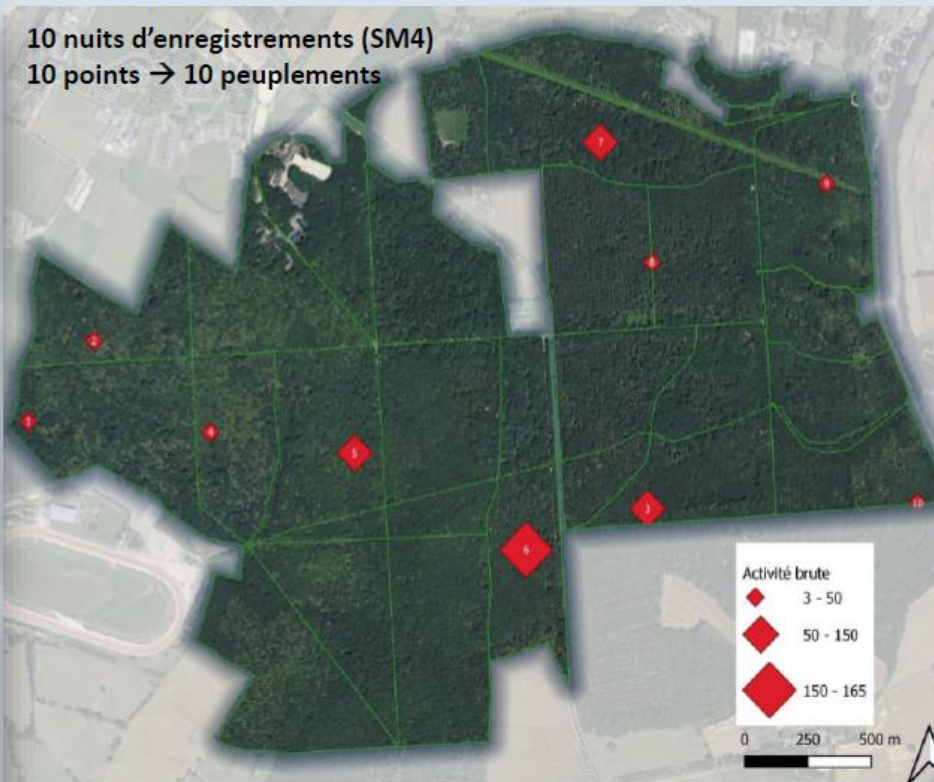 10 nuits d'enregistrements (SM4)
10 points → 10 peuplements
7
9
8
2
1
4
5
3
10
6
Activité brute
3 - 50
50 - 150
150 - 165
0 250 500 m